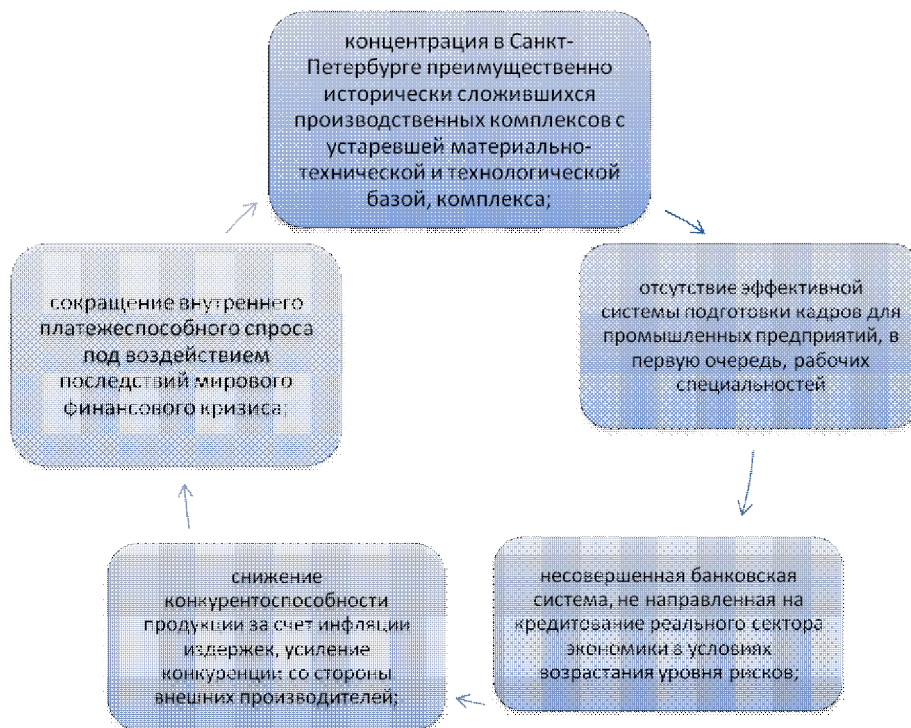 концентрация в Санкт-
Петербурге преимущественно
исторически сложившихся
производственных комплексов с
устаревшей материально-
технической и технологической
базой, комплекса;
отсутствие эффективной
системы подготовки кадров для
промышленных предприятий, в
первую очередь, рабочих
специальностей
несовершенная банковская
система, не направленная на
кредитование реального сектора
экономики в условиях
возрастания уровня рисков;
снижение
конкурентоспособности
продукции за счет инфляции
издержек, усиление
конкуренции со стороны
внешних производителей;
сокращение внутреннего
платежеспособного спроса
под воздействием
последствий мирового
финансового кризиса;